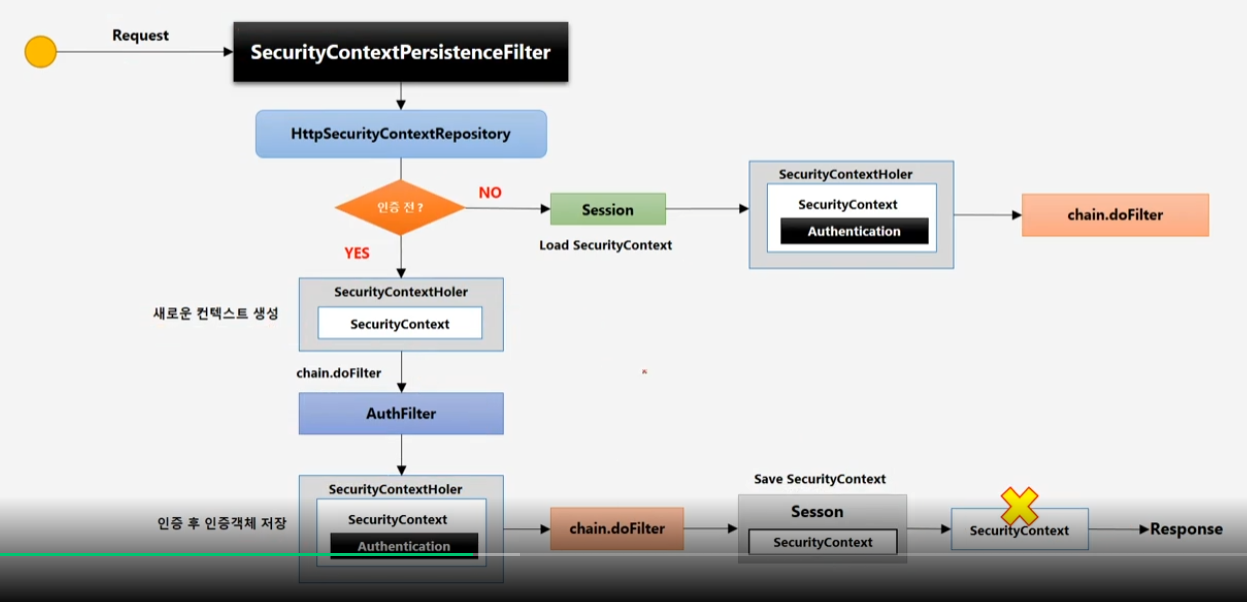 Request
SecurityContextPersistenceFilter
HttpSecurityContextRepository
인증 전 ?
NO
YES
Session
Load SecurityContext
SecurityContextHoler
SecurityContext
Authentication
chain.doFilter
새로운 컨텍스트 생성
SecurityContextHoler
SecurityContext
chain.doFilter
AuthFilter
인증 후 인증객체 저장
SecurityContextHoler
SecurityContext
Authentication
chain.doFilter
Save SecurityContext
Sesson
SecurityContext
SecurityContext
Response